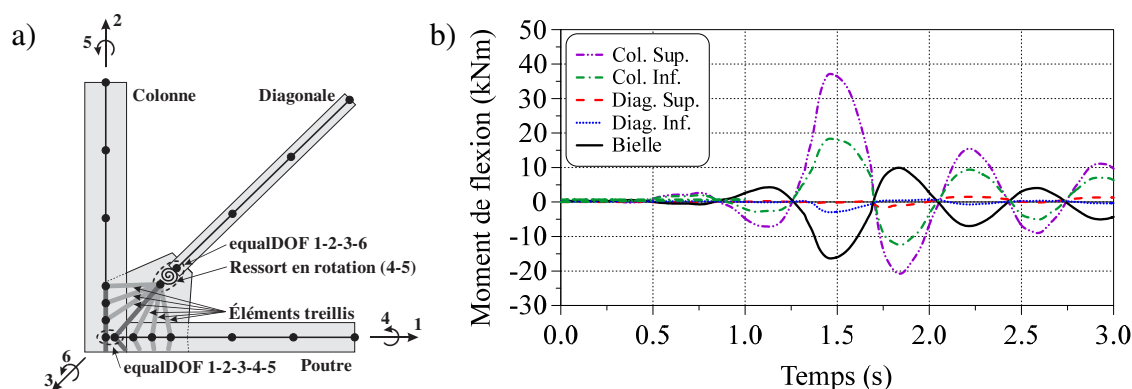 a)
2
5
Colonne
Diagonale
equalDOF 1-2-3-6
Ressort en rotation (4-5)
Éléments treillis
4
1
6
3
Poutre
equalDOF 1-2-3-4-5
b)
Moment de flexion (kNm)
50
40
30
20
10
0
-10
-20
-30
Col. Sup.
Col. Inf.
Diag. Sup.
Diag. Inf.
Bielle
0.0
0.5
1.0
1.5
2.0
2.5
3.0
Temps (s)